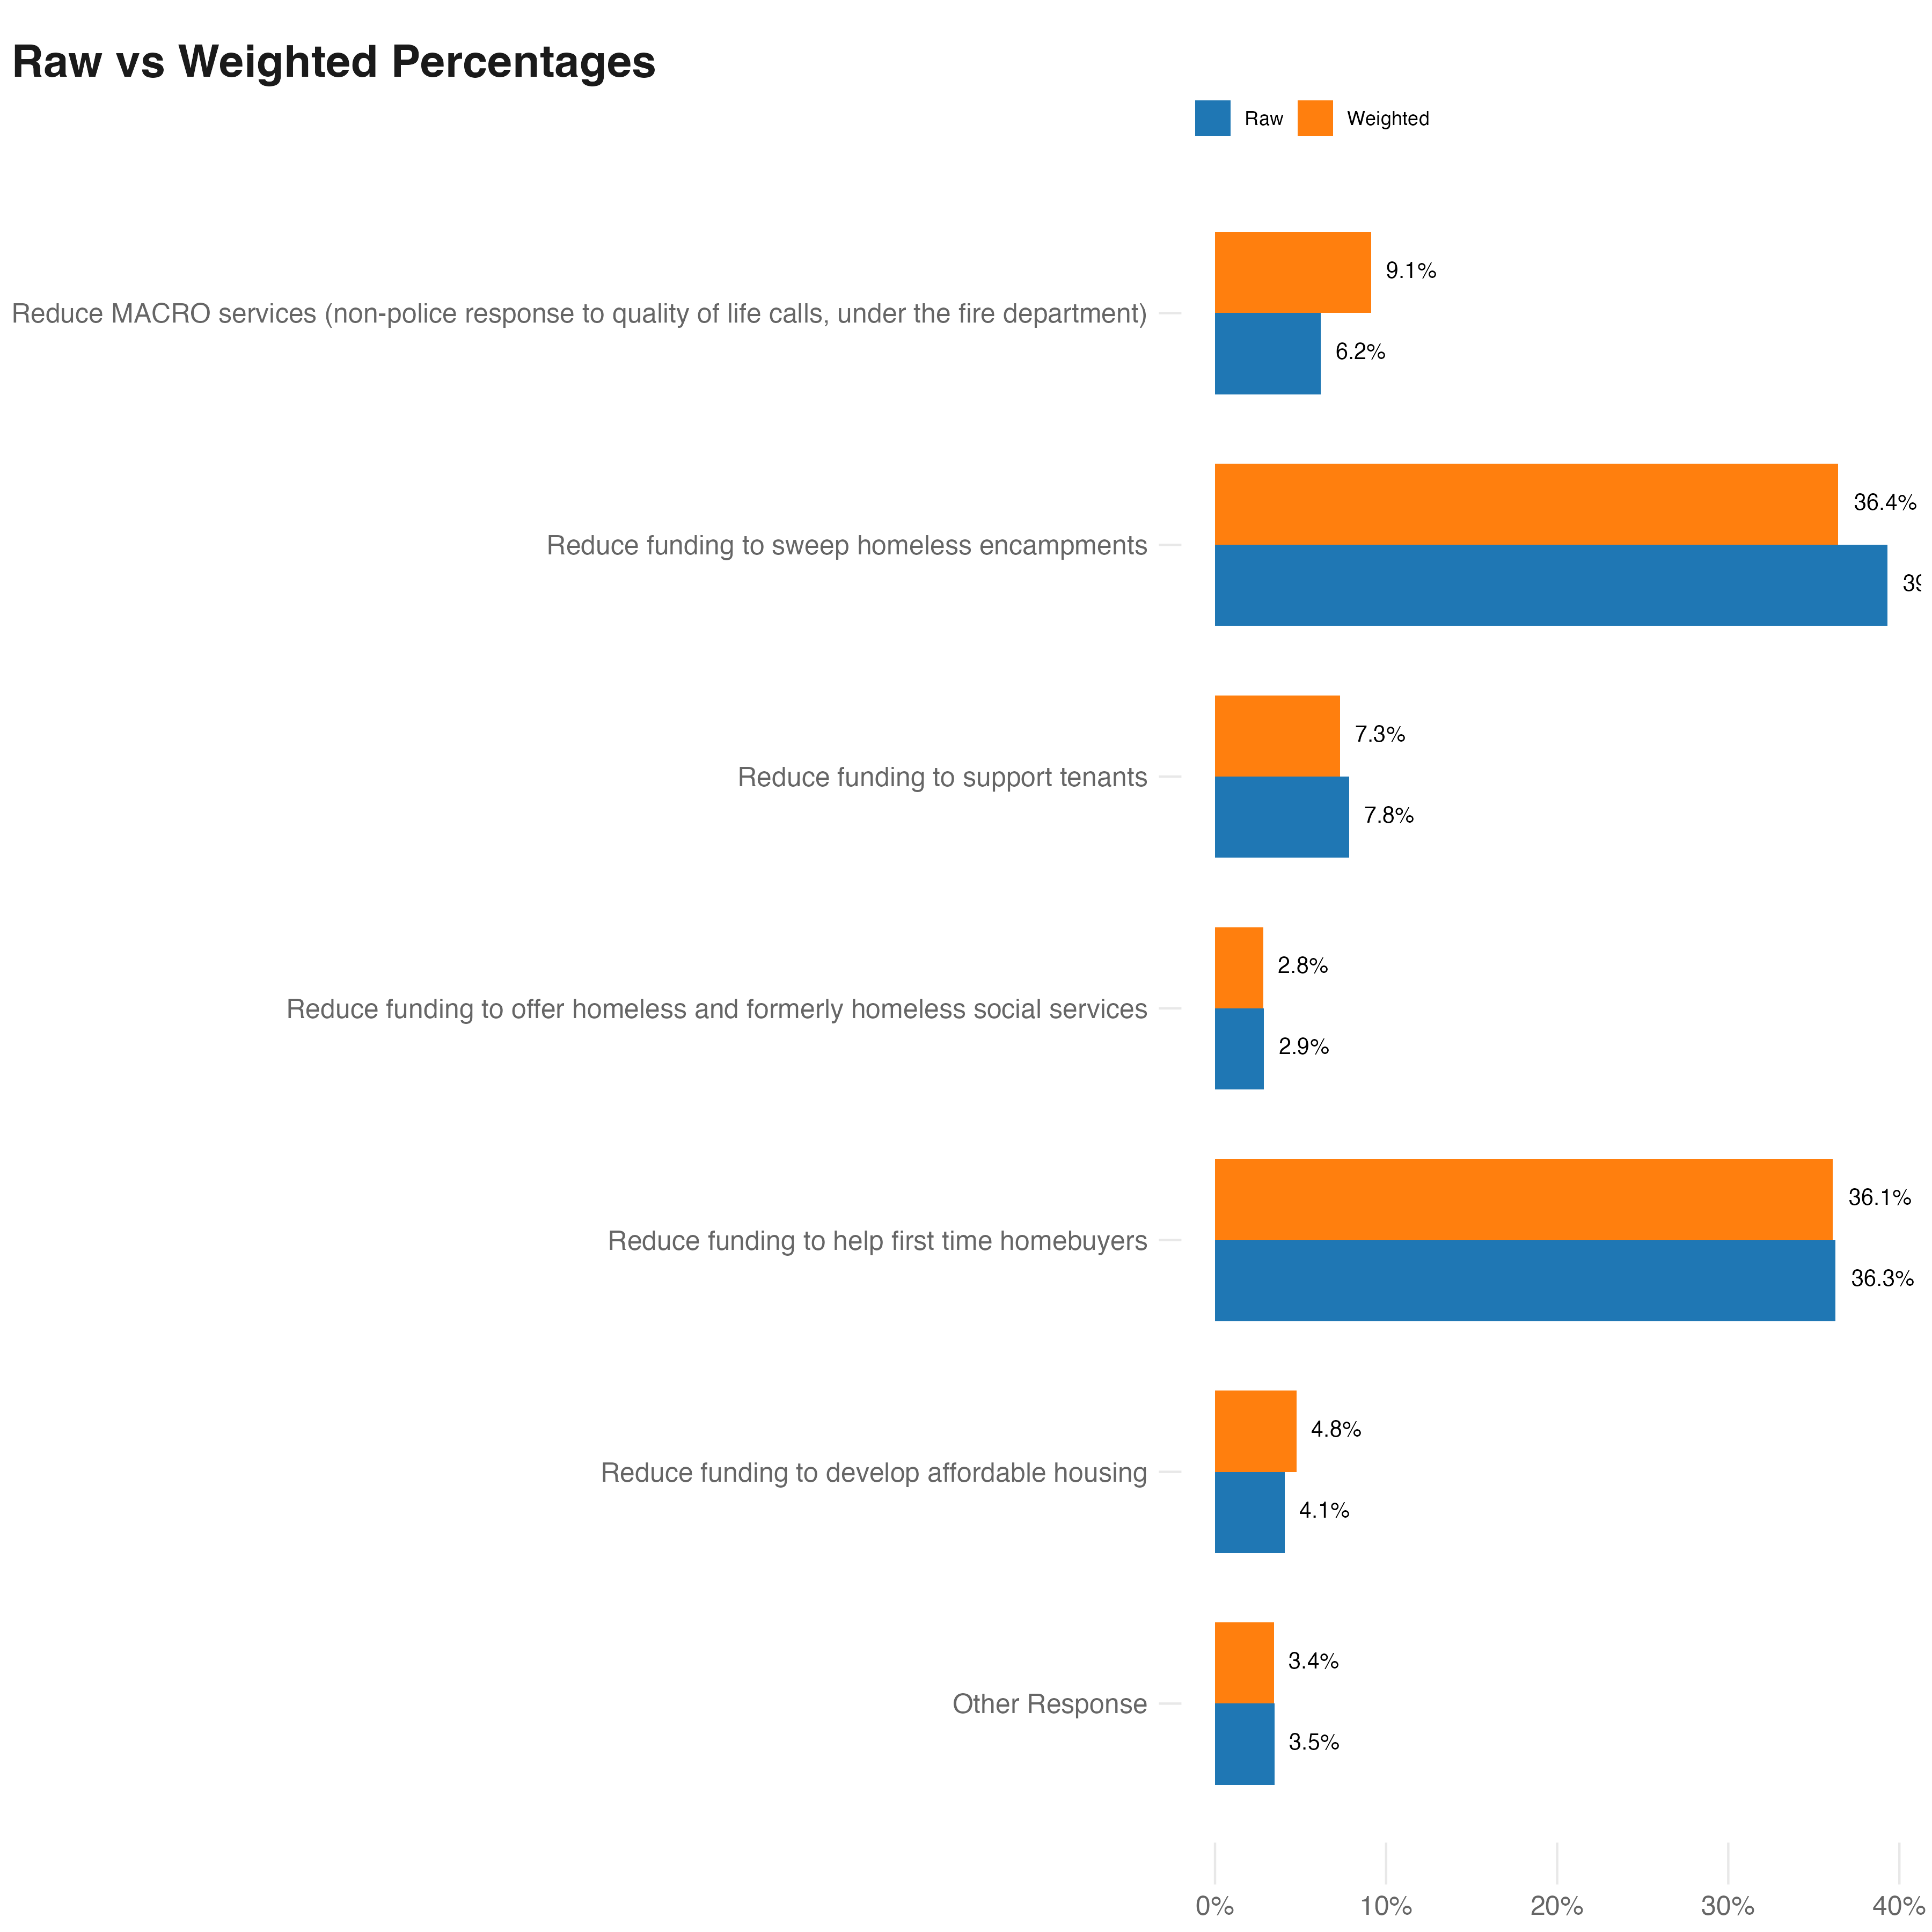 Raw vs Weighted Percentages
Raw Weighted
Reduce MACRO services (non-police response to quality of life calls, under the fire department)
9.1%
6.2%
Reduce funding to sweep homeless encampments
36.4%
Reduce funding to support tenants
7.3%
7.8%
Reduce funding to offer homeless and formerly homeless social services
2.8%
2.9%
Reduce funding to help first time homebuyers
36.1%
36.3%
Reduce funding to develop affordable housing
4.8%
4.1%
Other Response
3.4%
3.5%
0% 10% 20% 30% 40%